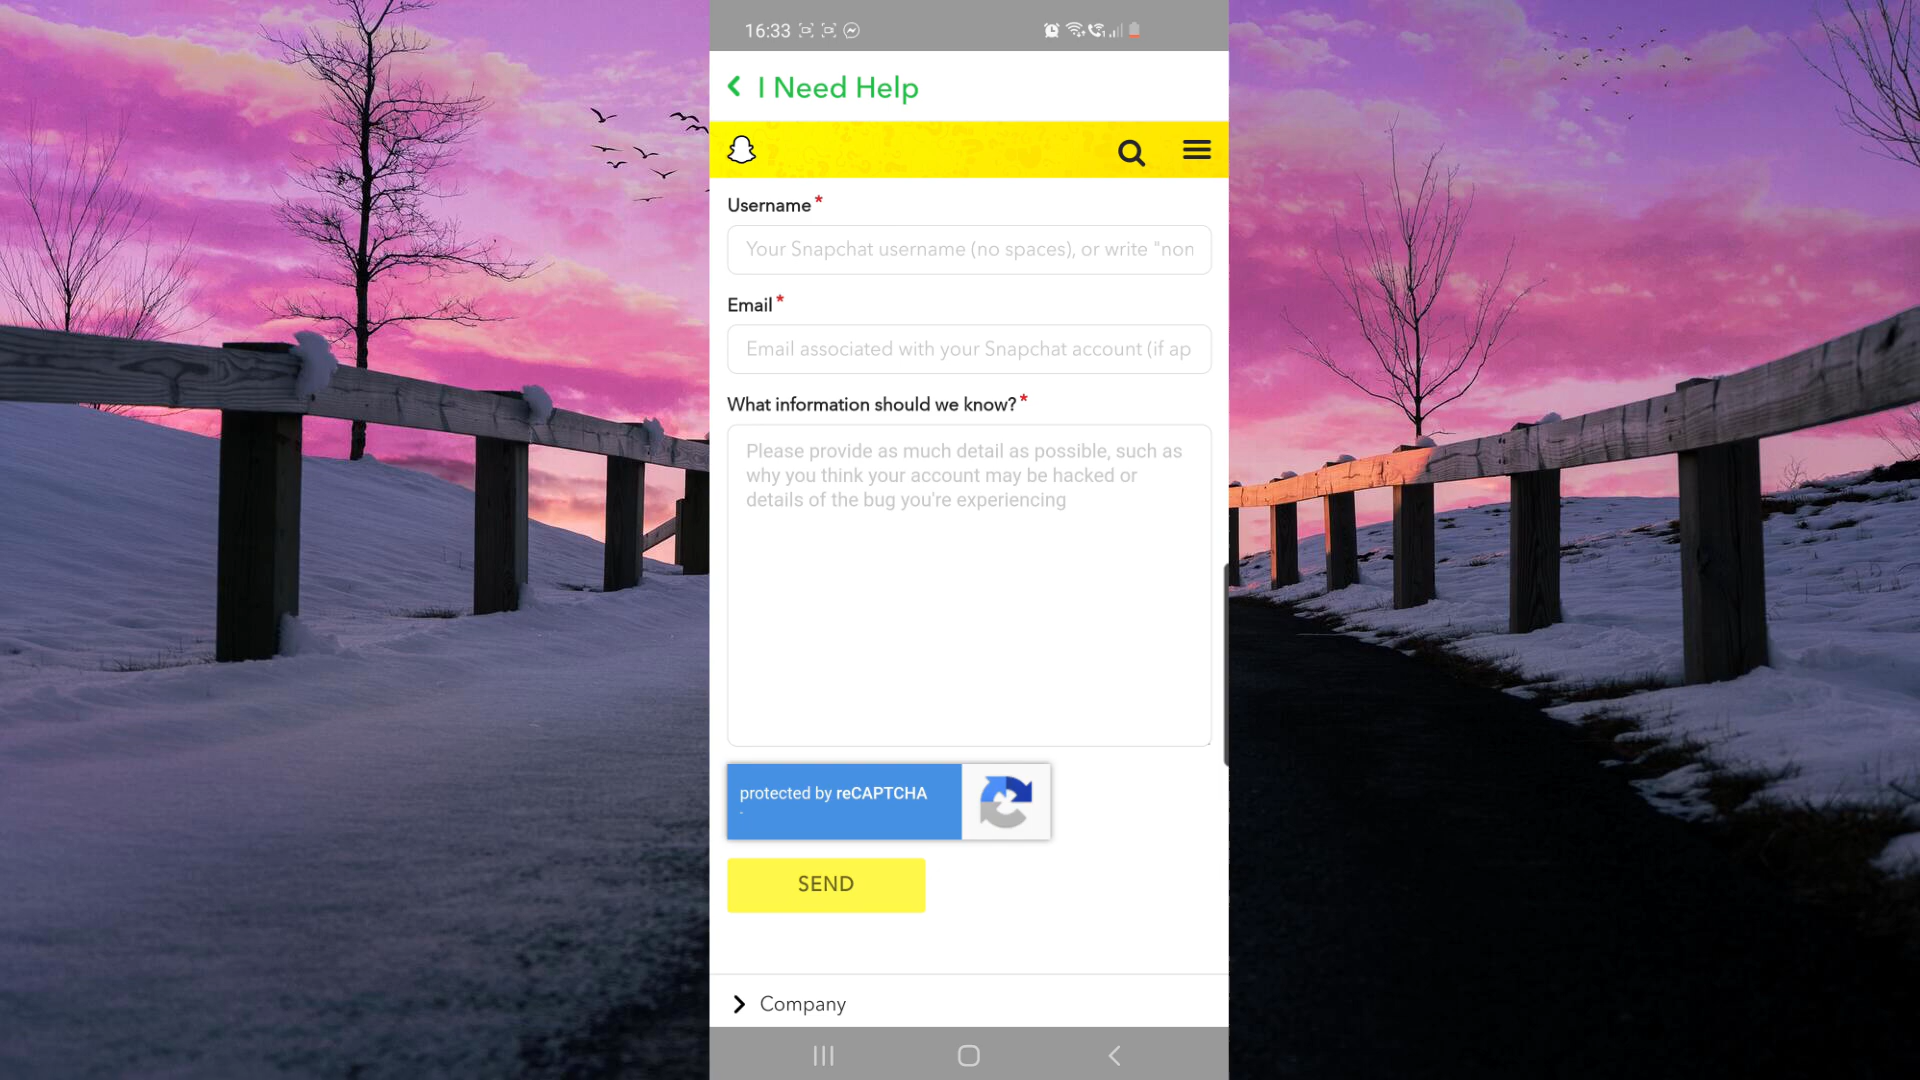 16:33
I Need Help
Username*
Your Snapchat username (no spaces), or write "non
Email*
Email associated with your Snapchat account (if ap
What information should we know?*
Please provide as much detail as possible, such as
why you think your account may be hacked or
details of the bug you're experiencing
protected by reCAPTCHA
SEND
Company